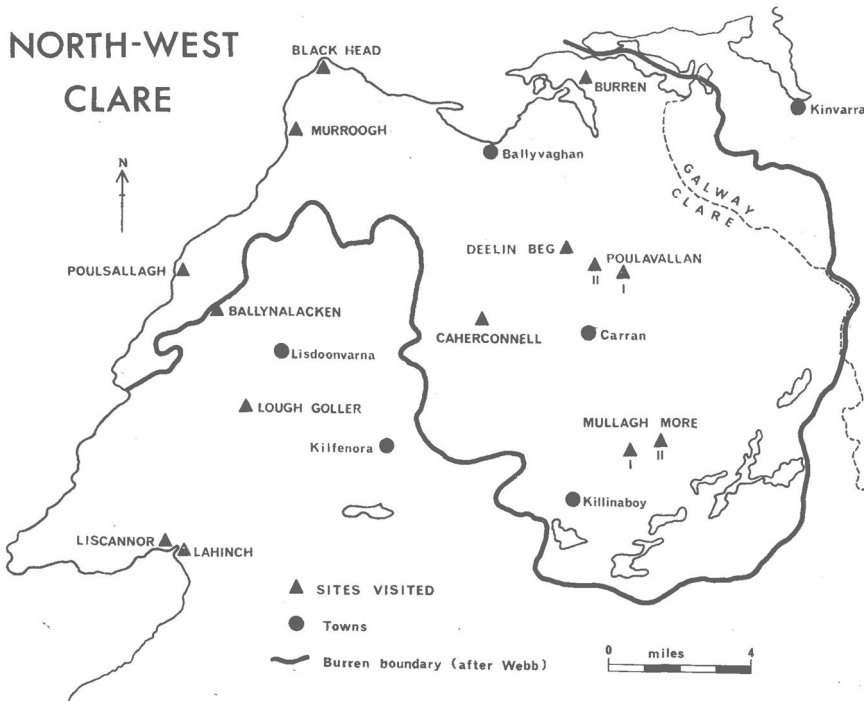 NORTH-WEST
CLARE
BLACK HEAD
BURREN
Kinvarra
MURROOGH
Ballyvaghan
N
GALWAY
CLARE
DEELIN BEG
POULAVALLAN
II
I
POULSALLAGH
BALLYNALACKEN
CAHERCONNELL
Carran
Lisdoonvarna
LOUGH GOLLER
MULLAGH MORE
I
II
Kilfenora
Killinaboy
LISCANNOR
LAHINCH
SITES VISITED
Towns
Burren boundary (after Webb)
0 miles 4